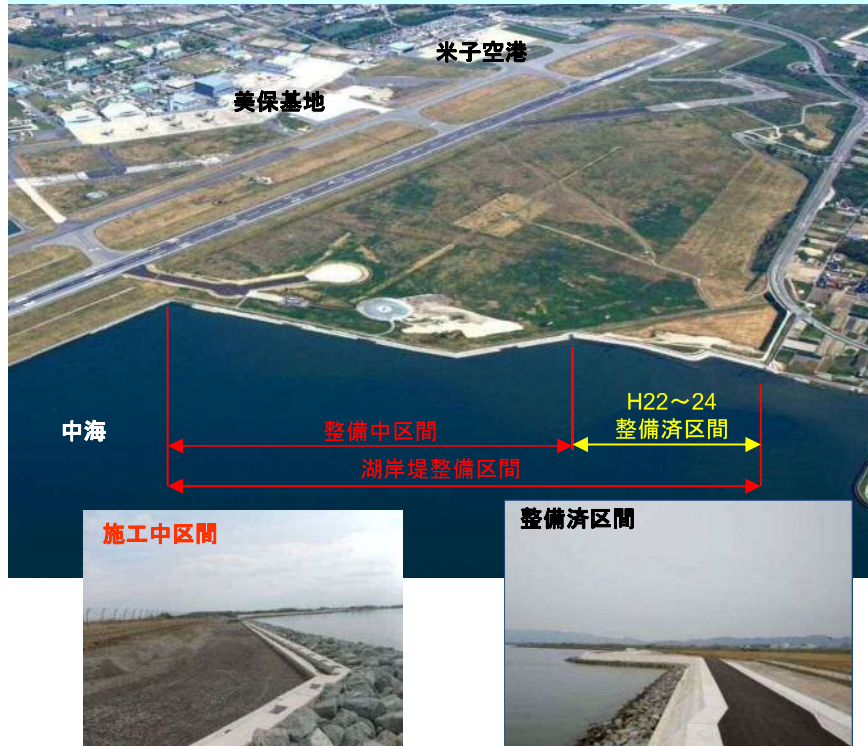 米子空港
美保基地
H22～24
中海
整備中区間
整備済区間
湖岸堤整備区間
施工中区間
整備済区間